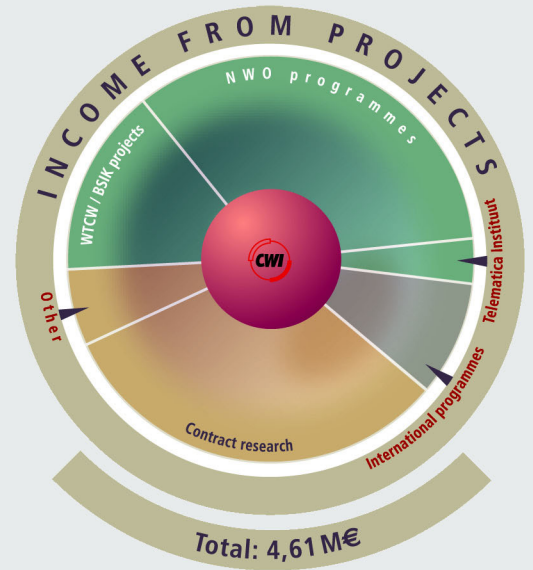 INCOME FROM PROJECTS
NWO programmes
WTCW / BSIK projects
CWI
Telematica Instituut
Other
International programmes
Contract research
Total: 4,61 M€